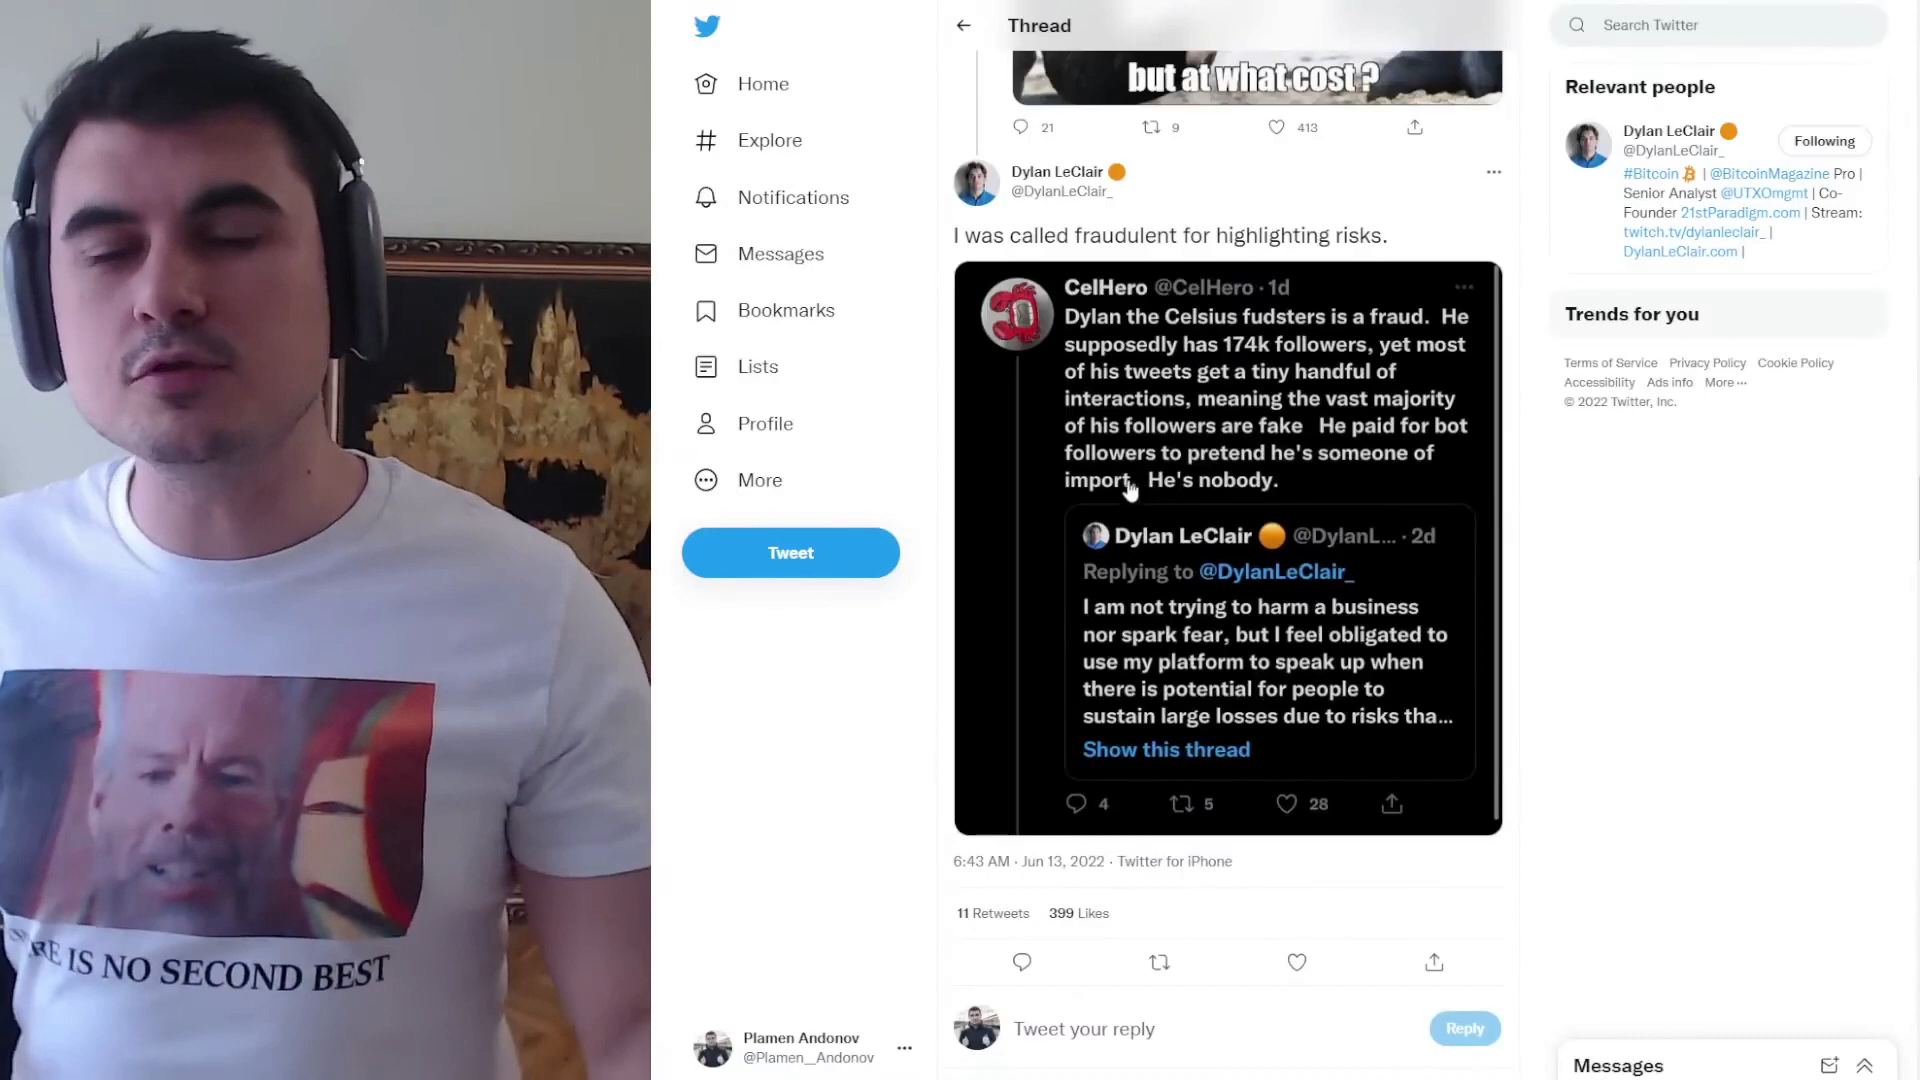 Home
Explore
Notifications
Messages
Bookmarks
Lists
Profile
More
Tweet
Plamen Andonov
@Plamen__Andonov
IS NO SECOND BEST
Thread
but at what cost?
21 9 413
Dylan LeClair
@DylanLeClair_
I was called fraudulent for highlighting risks.
CelHero @CelHero · 1d
Dylan the Celsius fudsters is a fraud. He
supposedly has 174k followers, yet most
of his tweets get a tiny handful of
interactions, meaning the vast majority
of his followers are fake He paid for bot
followers to pretend he's someone of
import. He's nobody.
Dylan LeClair @DylanL... · 2d
Replying to @DylanLeClair_
I am not trying to harm a business
nor spark fear, but I feel obligated to
use my platform to speak up when
there is potential for people to
sustain large losses due to risks tha...
Show this thread
4 5 28
6:43 AM · Jun 13, 2022 · Twitter for iPhone
11 Retweets 399 Likes
Tweet your reply
Reply
Search Twitter
Relevant people
Dylan LeClair
@DylanLeClair_
Following
#Bitcoin | @BitcoinMagazine Pro |
Senior Analyst @UTXOmgmt | Co-
Founder 21stParadigm.com | Stream:
twitch.tv/dylanleclair_ |
DylanLeClair.com |
Trends for you
Terms of Service Privacy Policy Cookie Policy
Accessibility Ads info More ···
© 2022 Twitter, Inc.
Messages